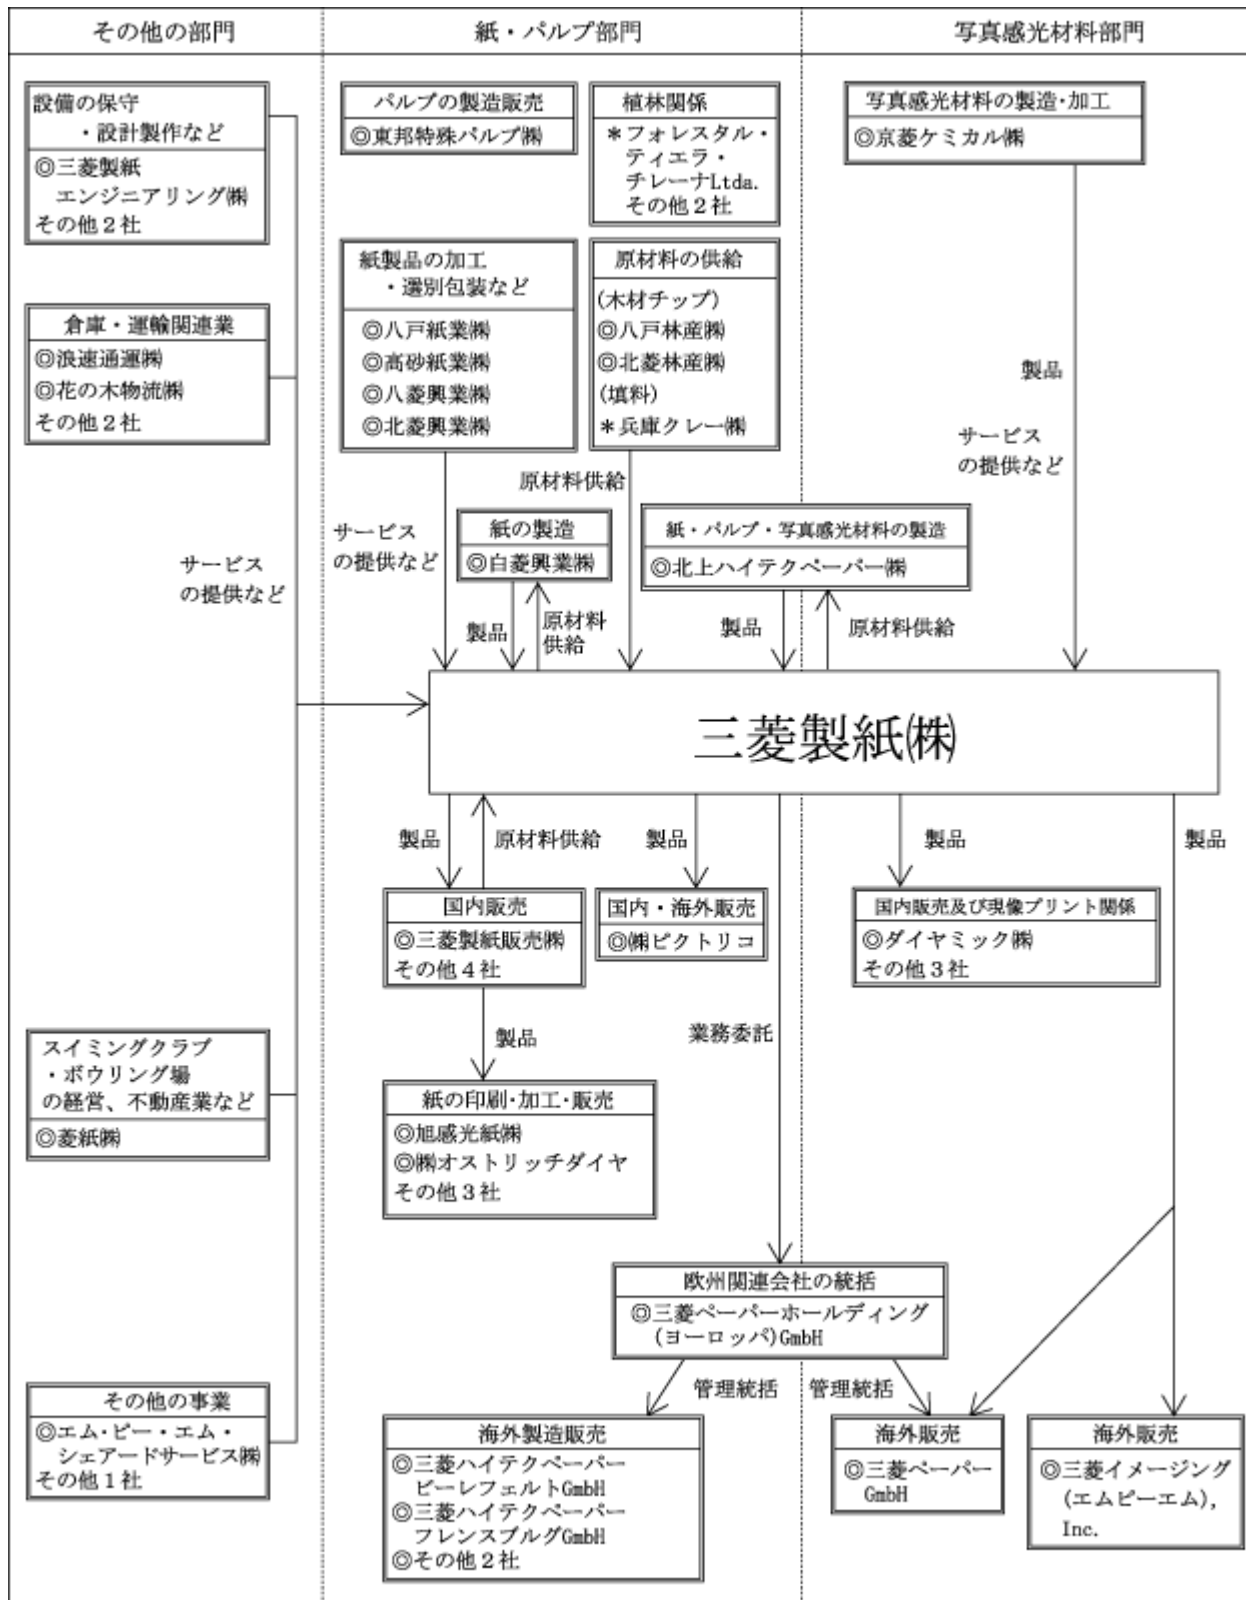 その他の部門
紙・パルプ部門
写真感光材料部門
設備の保守
・設計製作など
◎三菱製紙
エンジニアリング㈱
その他２社
倉庫・運輸関連業
◎浪速通運㈱
◎花の木物流㈱
その他２社
サービス
の提供など
スイミングクラブ
・ボウリング場
の経営、不動産業など
◎菱紙㈱
その他の事業
◎エム・ピー・エム・
シェアードサービス㈱
その他１社
パルプの製造販売
◎東邦特殊パルプ㈱
植林関係
＊フォレスタル・
ティエラ・
チレーナLtda.
その他２社
紙製品の加工
・選別包装など
◎八戸紙業㈱
◎高砂紙業㈱
◎八菱興業㈱
◎北菱興業㈱
原材料の供給
(木材チップ)
◎八戸林産㈱
◎北菱林産㈱
(填料)
＊兵庫クレー㈱
サービス
の提供など
原材料供給
紙の製造
◎白菱興業㈱
製品
原材料
供給
紙・パルプ・写真感光材料の製造
◎北上ハイテクペーパー㈱
製品
原材料供給
写真感光材料の製造・加工
◎京菱ケミカル㈱
製品
サービス
の提供など
三菱製紙㈱
製品
原材料供給
製品
製品
製品
国内販売
◎三菱製紙販売㈱
その他４社
国内・海外販売
◎㈱ピクトリコ
国内販売及び現像プリント関係
◎ダイヤミック㈱
その他３社
製品
業務委託
紙の印刷・加工・販売
◎旭感光紙㈱
◎㈱オストリッチダイヤ
その他３社
欧州関連会社の統括
◎三菱ペーパーホールディング
(ヨーロッパ)GmbH
管理統括
管理統括
海外製造販売
◎三菱ハイテクペーパー
ビーレフェルトGmbH
◎三菱ハイテクペーパー
フレンスブルグGmbH
◎その他２社
海外販売
◎三菱ペーパー
GmbH
海外販売
◎三菱イメージング
(エムピーエム),
Inc.